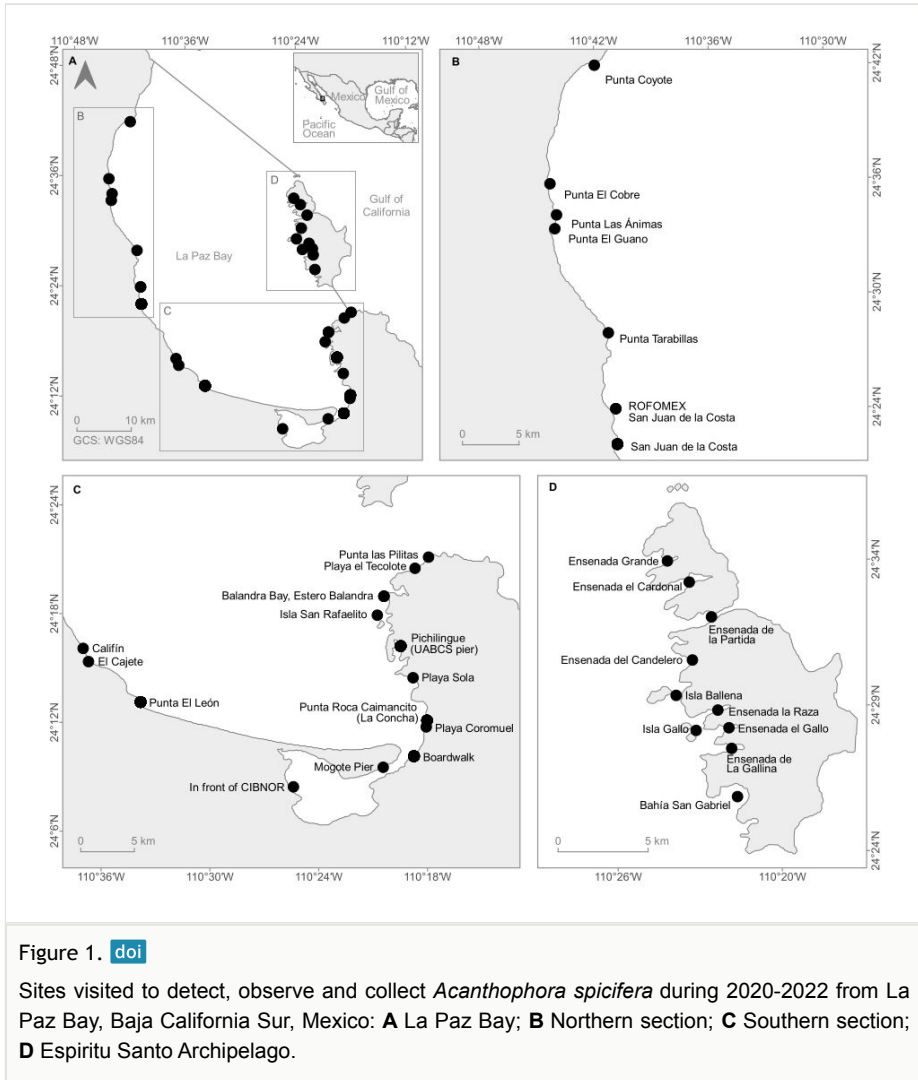 110°48'W 110°36'W 110°24'W 110°12'W
24°48'N
24°36'N
24°24'N
24°12'N
A
B
D
C
Mexico
Gulf of
Mexico
Pacific
Ocean
Gulf of
California
La Paz Bay
0 10 km
GCS: WGS84
110°48'W 110°42'W 110°36'W 110°30'W
24°42'N
24°36'N
24°30'N
24°24'N
B
Punta Coyote
Punta El Cobre
Punta Las Ánimas
Punta El Guano
Punta Tarabillas
ROFOMEX
San Juan de la Costa
San Juan de la Costa
0 5 km
C
24°24'N
24°18'N
24°12'N
24°6'N
Punta las Pilitas
Playa el Tecolote
Balandra Bay, Estero Balandra
Isla San Rafaelito
Pichilingue
(UABCS pier)
Califín
El Cajete
Playa Sola
Punta El León
Punta Roca Caimancito
(La Concha)
Playa Coromuel
Boardwalk
Mogote Pier
In front of CIBNOR
0 5 km
110°36'W 110°30'W 110°24'W 110°18'W
D
Ensenada Grande
Ensenada el Cardonal
Ensenada de
la Partida
Ensenada del Candelero
Isla Ballena
Ensenada la Raza
Isla Gallo
Ensenada el Gallo
Ensenada de
La Gallina
Bahía San Gabriel
0 5 km
24°34'N
24°29'N
24°24'N
110°26'W 110°20'W
Figure 1. doi
Sites visited to detect, observe and collect Acanthophora spicifera during 2020-2022 from La
Paz Bay, Baja California Sur, Mexico: A La Paz Bay; B Northern section; C Southern section;
D Espiritu Santo Archipelago.